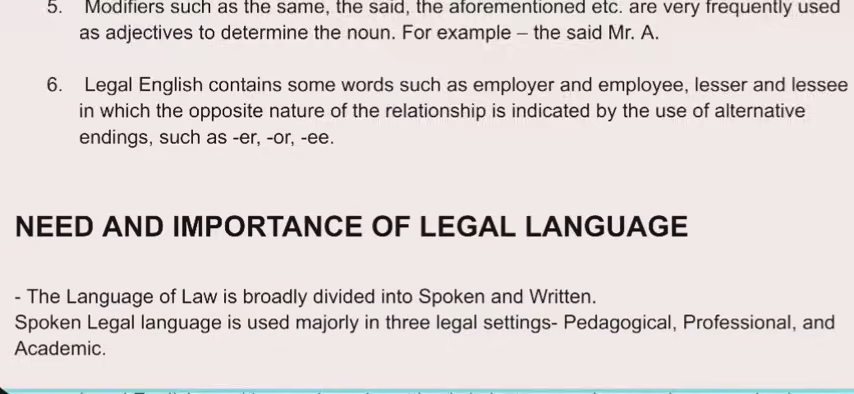 5. Modifiers such as the same, the said, the aforementioned etc. are very frequently used
as adjectives to determine the noun. For example – the said Mr. A.
6. Legal English contains some words such as employer and employee, lesser and lessee
in which the opposite nature of the relationship is indicated by the use of alternative
endings, such as -er, -or, -ee.
NEED AND IMPORTANCE OF LEGAL LANGUAGE
- The Language of Law is broadly divided into Spoken and Written.
Spoken Legal language is used majorly in three legal settings- Pedagogical, Professional, and
Academic.